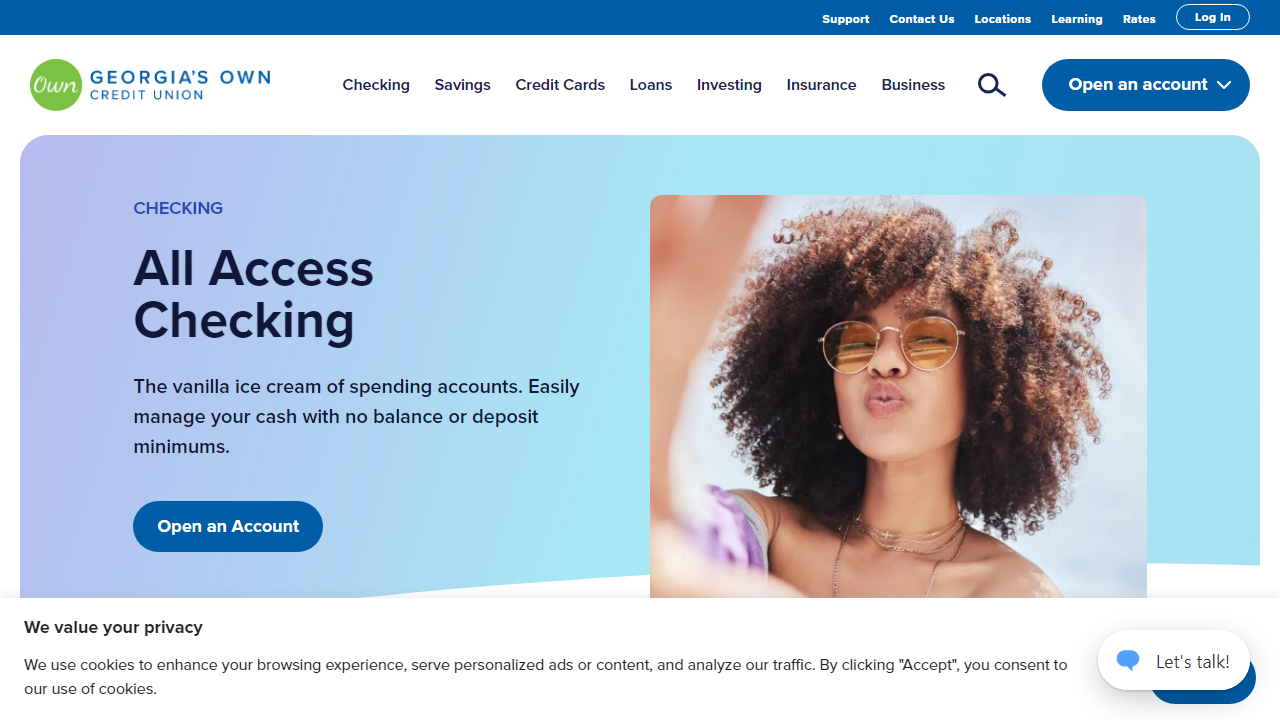 Support Contact Us Locations Learning Rates Log In
Own GEORGIA'S OWN
CREDIT UNION
Checking Savings Credit Cards Loans Investing Insurance Business Open an account
CHECKING
All Access
Checking
The vanilla ice cream of spending accounts. Easily
manage your cash with no balance or deposit
minimums.
Open an Account
We value your privacy
We use cookies to enhance your browsing experience, serve personalized ads or content, and analyze our traffic. By clicking "Accept", you consent to
our use of cookies.
Let's talk!